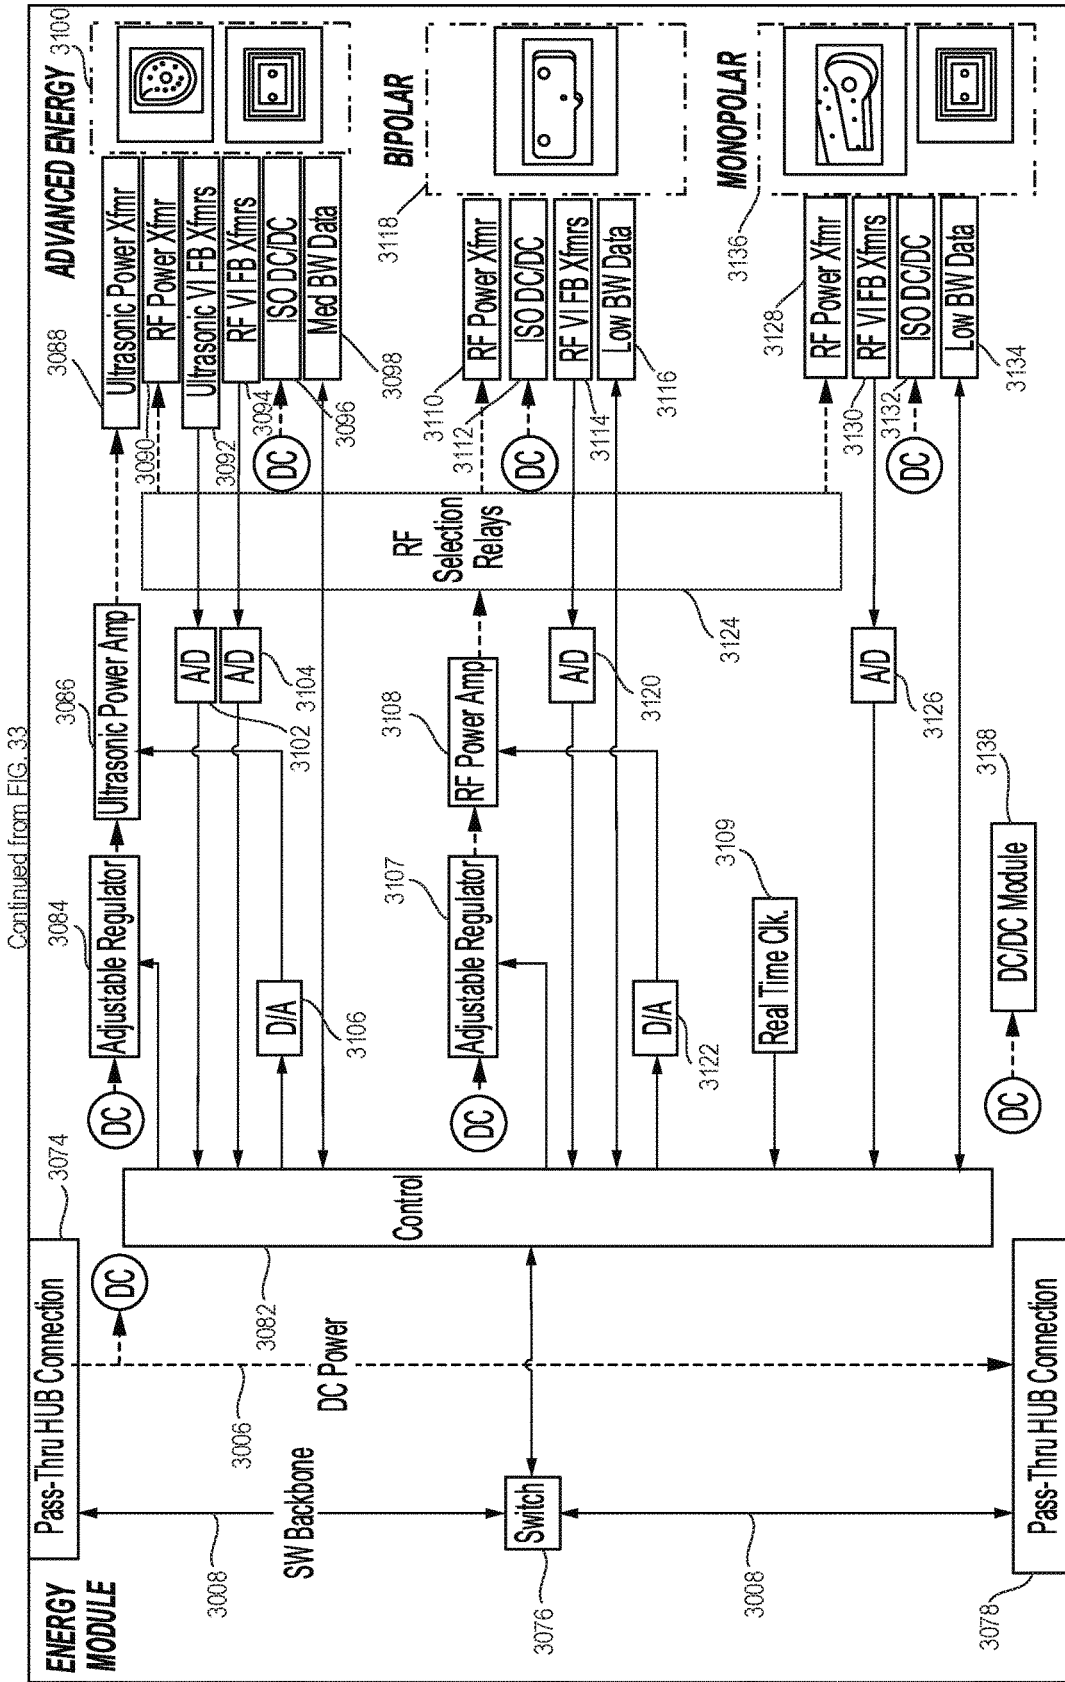 Continued from FIG. 33
ENERGY
MODULE
Pass-Thru HUB Connection
3074
3008
SW Backbone
3006
DC Power
DC
Switch
3076
3008
Pass-Thru HUB Connection
3078
Control
3082
DC
Adjustable Regulator
3084
Ultrasonic Power Amp
3086
A/D
3102
A/D
3104
D/A
3106
DC
Adjustable Regulator
3107
RF Power Amp
3108
A/D
3120
D/A
3122
Real Time Clk.
3109
A/D
3126
DC
DC/DC Module
3138
RF
Selection
Relays
3124
ADVANCED ENERGY
3100
3088
Ultrasonic Power Xfmr
3090
RF Power Xfmr
3092
Ultrasonic VI FB Xfmrs
3094
RF VI FB Xfmrs
DC
3096
ISO DC/DC
3098
Med BW Data
BIPOLAR
3118
3110
RF Power Xfmr
3112
DC
ISO DC/DC
3114
RF VI FB Xfmrs
3116
Low BW Data
MONOPOLAR
3136
3128
RF Power Xfmr
3130
RF VI FB Xfmrs
3132
DC
ISO DC/DC
3134
Low BW Data